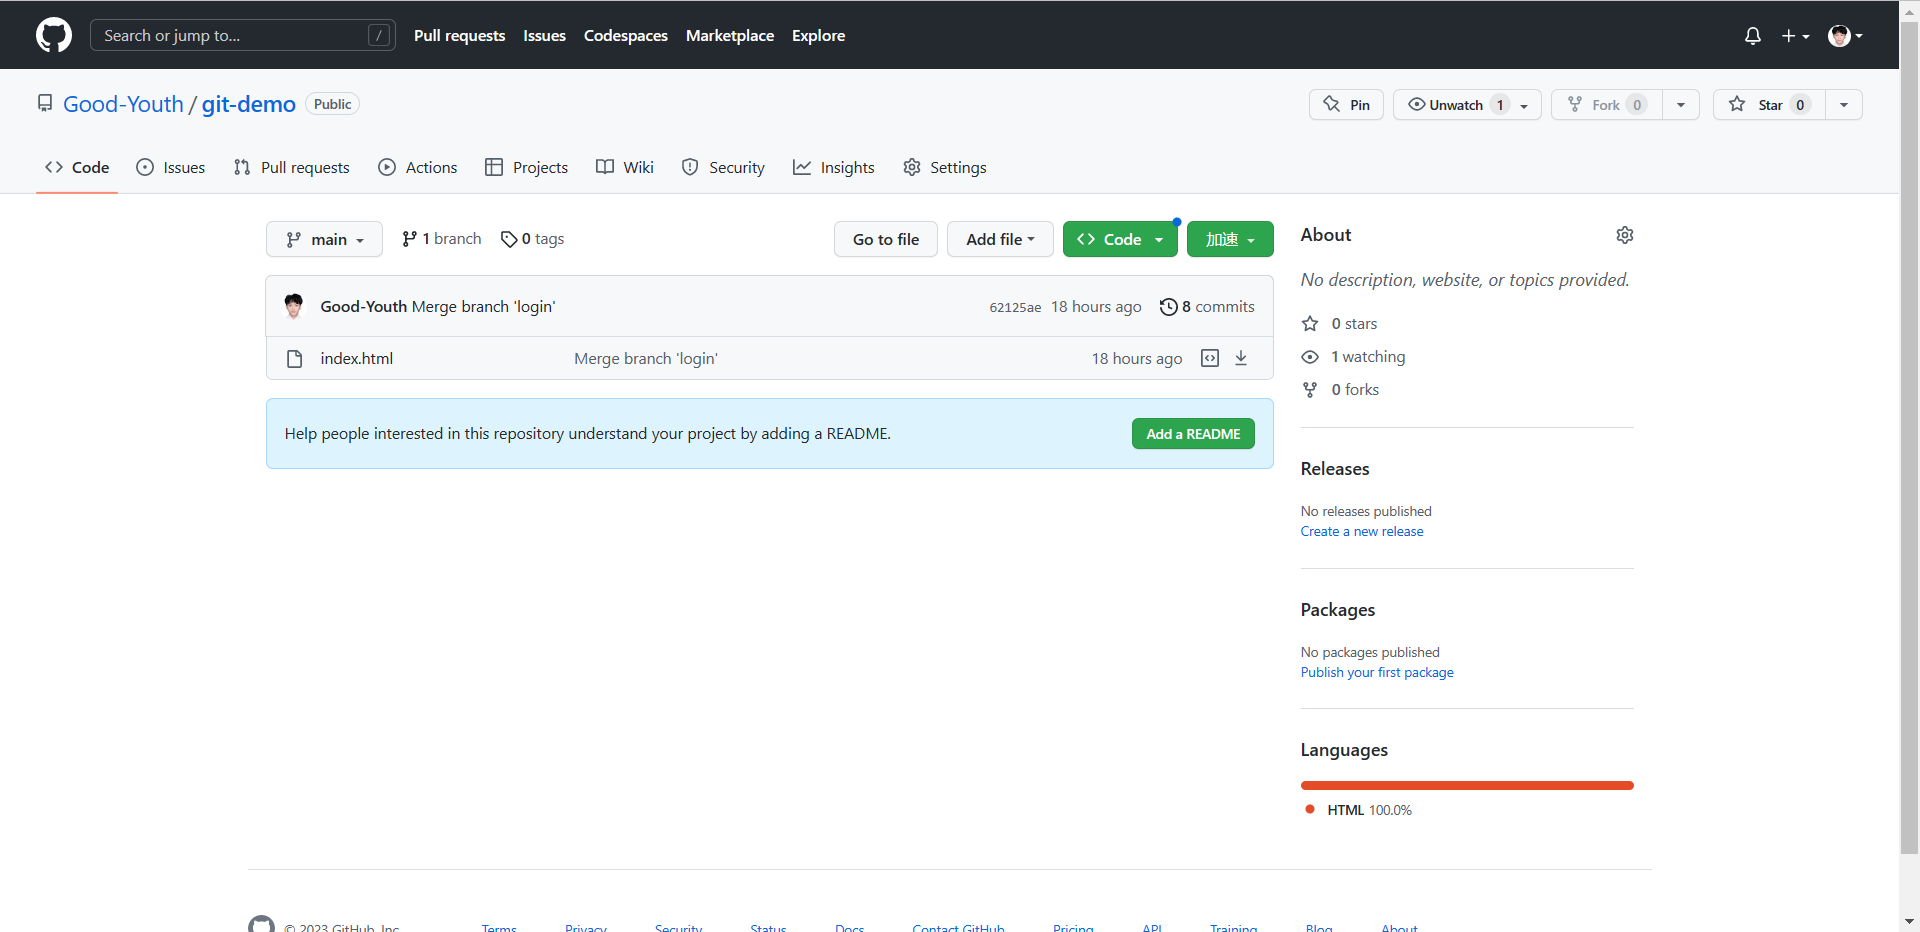 Search or jump to... / Pull requests Issues Codespaces Marketplace Explore
Good-Youth / git-demo Public Pin Unwatch 1 Fork 0 Star 0
Code Issues Pull requests Actions Projects Wiki Security Insights Settings
main 1 branch 0 tags Go to file Add file Code 加速
Good-Youth Merge branch 'login' 62125ae 18 hours ago 8 commits
index.html Merge branch 'login' 18 hours ago
Help people interested in this repository understand your project by adding a README. Add a README
About
No description, website, or topics provided.
0 stars
1 watching
0 forks
Releases
No releases published
Create a new release
Packages
No packages published
Publish your first package
Languages
HTML 100.0%
© 2023 GitHub, Inc. Terms Privacy Security Status Docs Contact GitHub Pricing API Training Blog About